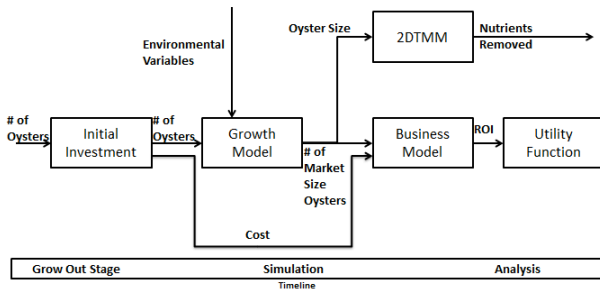 Environmental
Variables
Oyster Size
2DTMM
Nutrients
Removed
# of
Oysters
Initial
Investment
# of
Oysters
Growth
Model
# of
Market
Size
Oysters
Business
Model
ROI
Utility
Function
Cost
Grow Out Stage
Simulation
Analysis
Timeline